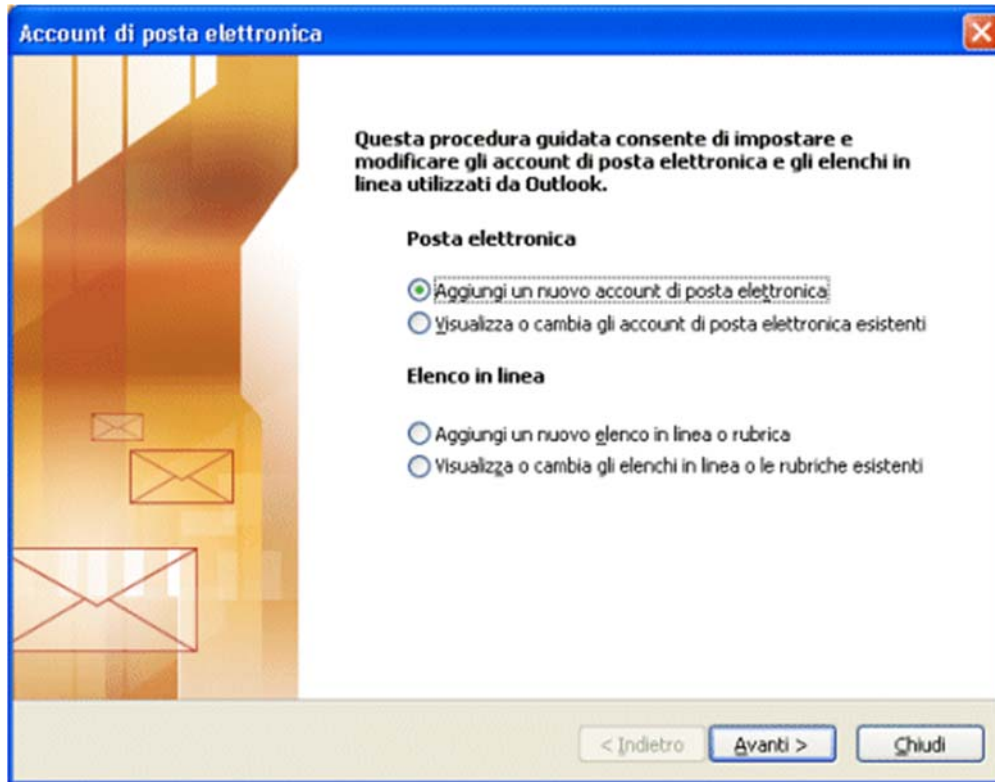 Account di posta elettronica
Questa procedura guidata consente di impostare e
modificare gli account di posta elettronica e gli elenchi in
linea utilizzati da Outlook.
Posta elettronica
Aggiungi un nuovo account di posta elettronica
Visualizza o cambia gli account di posta elettronica esistenti
Elenco in linea
Aggiungi un nuovo elenco in linea o rubrica
Visualizza o cambia gli elenchi in linea o le rubriche esistenti
< Indietro
Avanti >
Chiudi